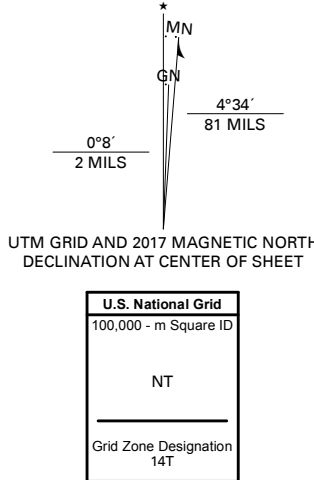 MN
GN
0°8´
2 MILS
4°34´
81 MILS
UTM GRID AND 2017 MAGNETIC NORTH
DECLINATION AT CENTER OF SHEET
U.S. National Grid
100,000 - m Square ID
NT
Grid Zone Designation
14T